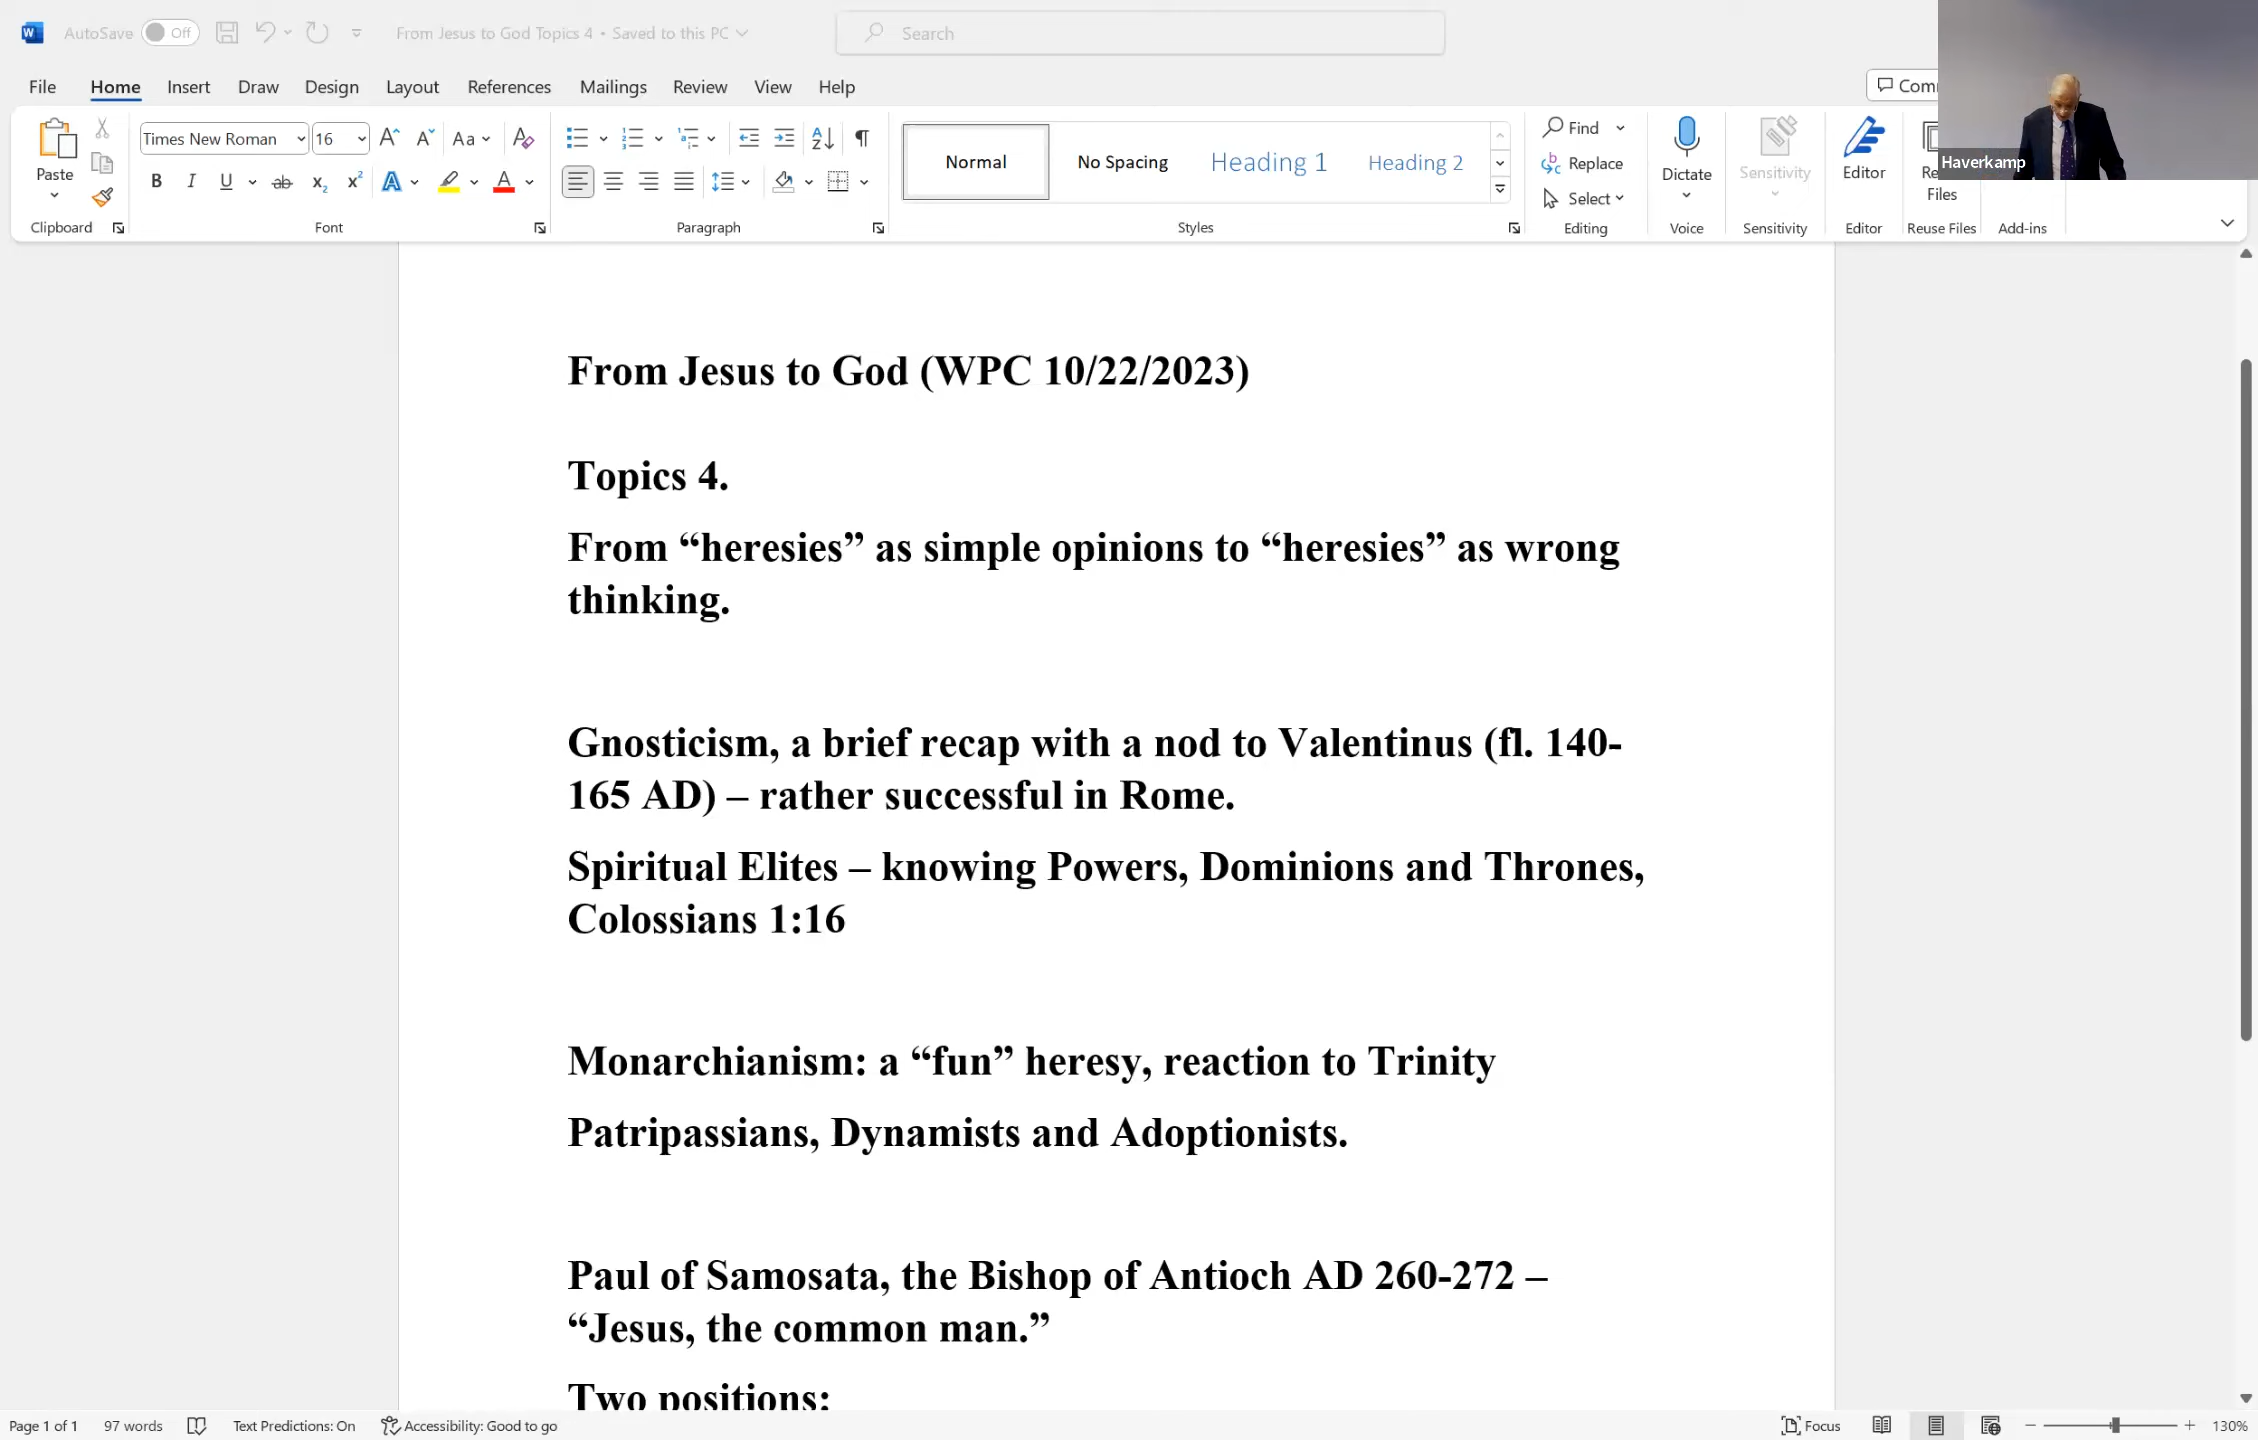 AutoSave Off From Jesus to God Topics 4 • Saved to this PC Search
File Home Insert Draw Design Layout References Mailings Review View Help
Times New Roman 16 Aa
Paste
Normal No Spacing Heading 1 Heading 2
Find
Replace
Select
Dictate
Sensitivity
Editor
Files
Haverkamp
Clipboard Font Paragraph Styles Editing Voice Sensitivity Editor Reuse Files Add-ins
From Jesus to God (WPC 10/22/2023)
Topics 4.
From “heresies” as simple opinions to “heresies” as wrong
thinking.
Gnosticism, a brief recap with a nod to Valentinus (fl. 140-
165 AD) – rather successful in Rome.
Spiritual Elites – knowing Powers, Dominions and Thrones,
Colossians 1:16
Monarchianism: a “fun” heresy, reaction to Trinity
Patripassians, Dynamists and Adoptionists.
Paul of Samosata, the Bishop of Antioch AD 260-272 –
“Jesus, the common man.”
Two positions:
Page 1 of 1 97 words Text Predictions: On Accessibility: Good to go Focus 130%